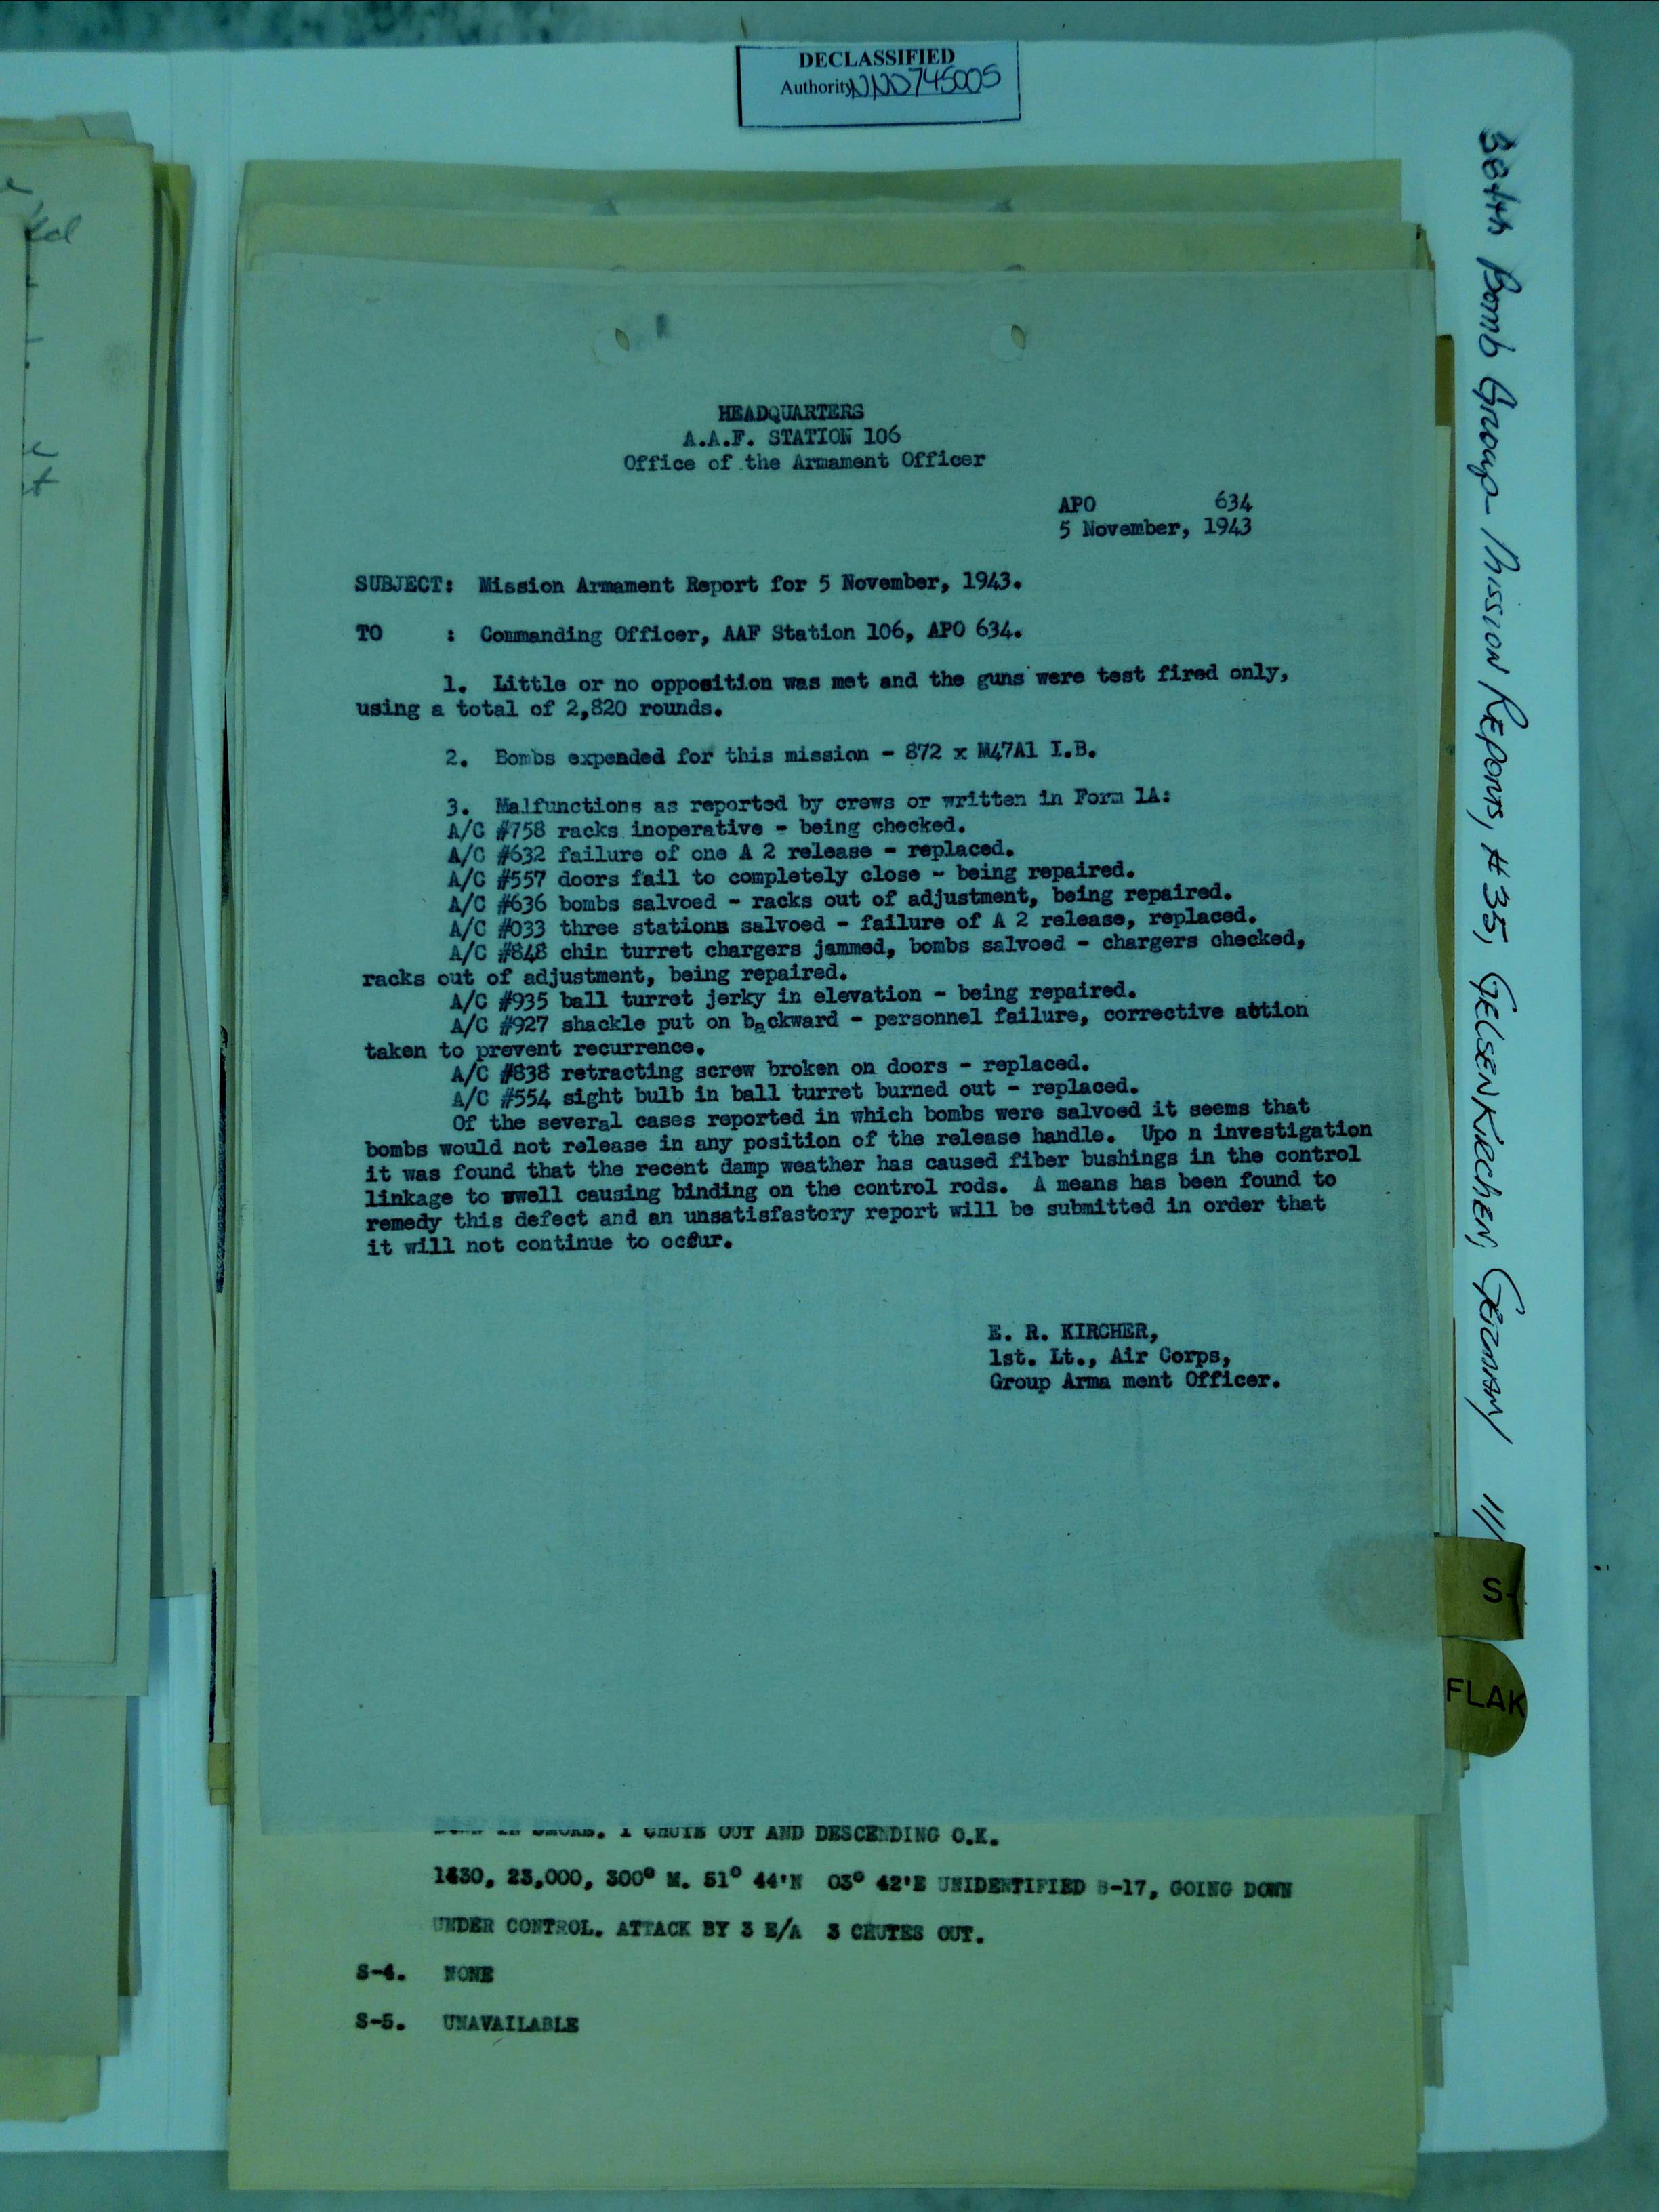 DECLASSIFIED
Authority NND745005
HEADQUARTERS
A.A.F. STATION 106
Office of the Armament Officer
APO 634
5 November, 1943
SUBJECT: Mission Armament Report for 5 November, 1943.
TO : Commanding Officer, AAF Station 106, APO 634.
1. Little or no opposition was met and the guns were test fired only,
using a total of 2,820 rounds.
2. Bombs expended for this mission - 872 x M47A1 I.B.
3. Malfunctions as reported by crews or written in Form 1A:
A/C #758 racks inoperative - being checked.
A/C #632 failure of one A 2 release - replaced.
A/C #557 doors fail to completely close - being repaired.
A/C #636 bombs salvoed - racks out of adjustment, being repaired.
A/C #033 three stations salvoed - failure of A 2 release, replaced.
A/C #848 chin turret chargers jammed, bombs salvoed - chargers checked,
racks out of adjustment, being repaired.
A/C #935 ball turret jerky in elevation - being repaired.
A/C #927 shackle put on backward - personnel failure, corrective attion
taken to prevent recurrence.
A/C #838 retracting screw broken on doors - replaced.
A/C #554 sight bulb in ball turret burned out - replaced.
Of the several cases reported in which bombs were salvoed it seems that
bombs would not release in any position of the release handle. Upo n investigation
it was found that the recent damp weather has caused fiber bushings in the control
linkage to swell causing binding on the control rods. A means has been found to
remedy this defect and an unsatisfastory report will be submitted in order that
it will not continue to occur.
E. R. KIRCHER,
1st. Lt., Air Corps,
Group Arma ment Officer.
SMOKE. 1 CHUTE OUT AND DESCENDING O.K.
1430, 23,000, 300° M. 51° 44'N 03° 42'E UNIDENTIFIED B-17, GOING DOWN
UNDER CONTROL. ATTACK BY 3 E/A 3 CHUTES OUT.
S-4. NONE
S-5. UNAVAILABLE
384th Bomb Group - Mission Reports, #35, GELSENKIRCHEN, GERMANY 11/
S-
FLAK